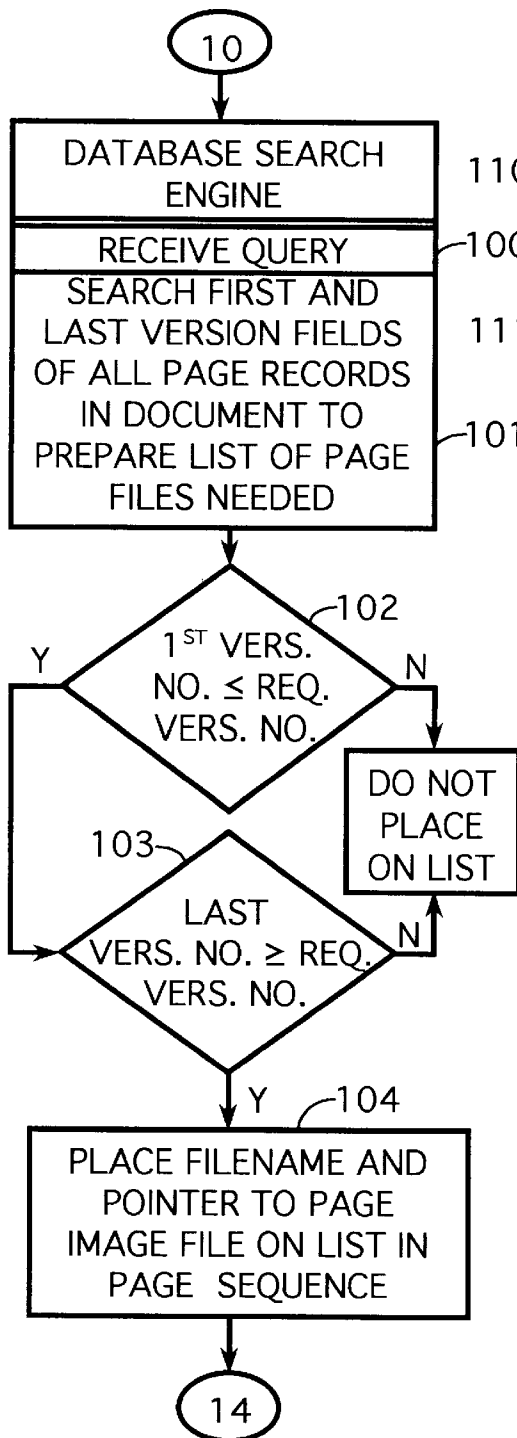 10
DATABASE SEARCH
ENGINE
110
RECEIVE QUERY
100
SEARCH FIRST AND
LAST VERSION FIELDS
OF ALL PAGE RECORDS
IN DOCUMENT TO
PREPARE LIST OF PAGE
FILES NEEDED
101
102
1ST VERS.
NO. ≤ REQ.
VERS. NO.
Y
N
DO NOT
PLACE
ON LIST
103
LAST
VERS. NO. ≥ REQ.
VERS. NO.
N
Y
104
PLACE FILENAME AND
POINTER TO PAGE
IMAGE FILE ON LIST IN
PAGE SEQUENCE
14